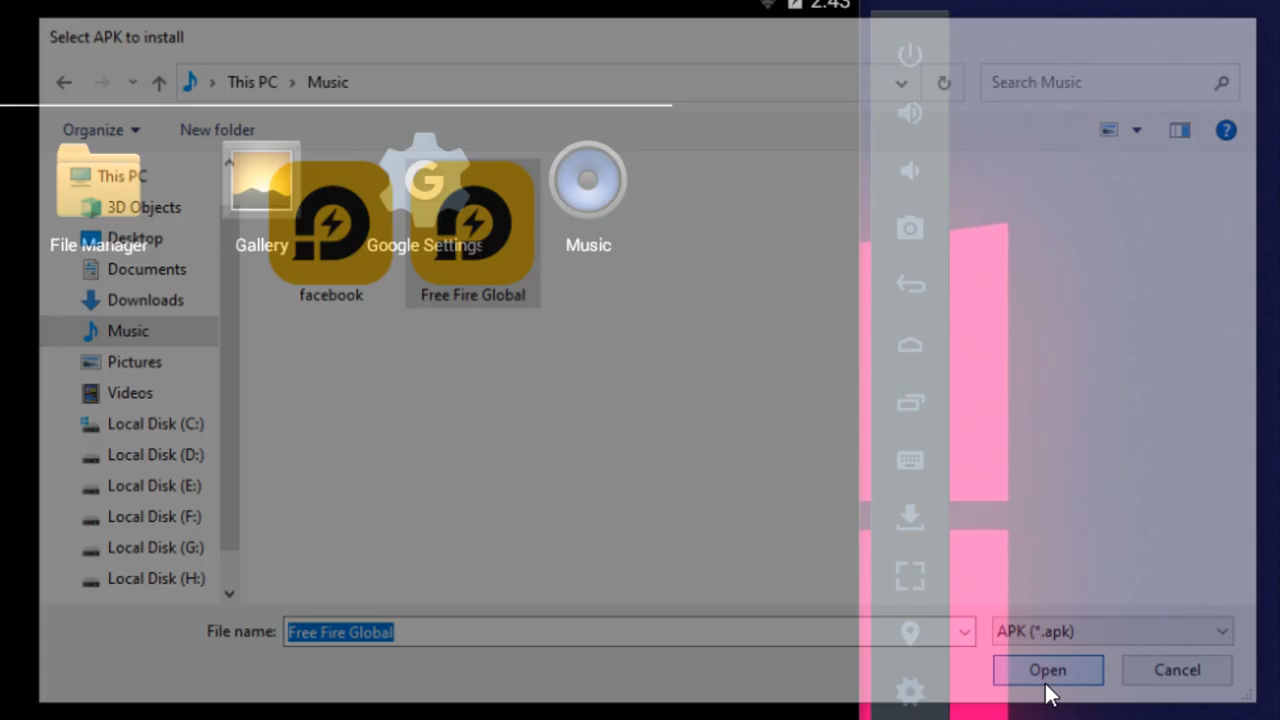 2:43
Select APK to install
This PC
Music
Search Music
Organize
New folder
This PC
3D Objects
Desktop
Documents
Downloads
Music
Pictures
Videos
Local Disk (C:)
Local Disk (D:)
Local Disk (E:)
Local Disk (F:)
Local Disk (G:)
Local Disk (H:)
File Manager
Gallery
Google Settings
Music
facebook
Free Fire Global
File name:
Free Fire Global
APK (*.apk)
Open
Cancel